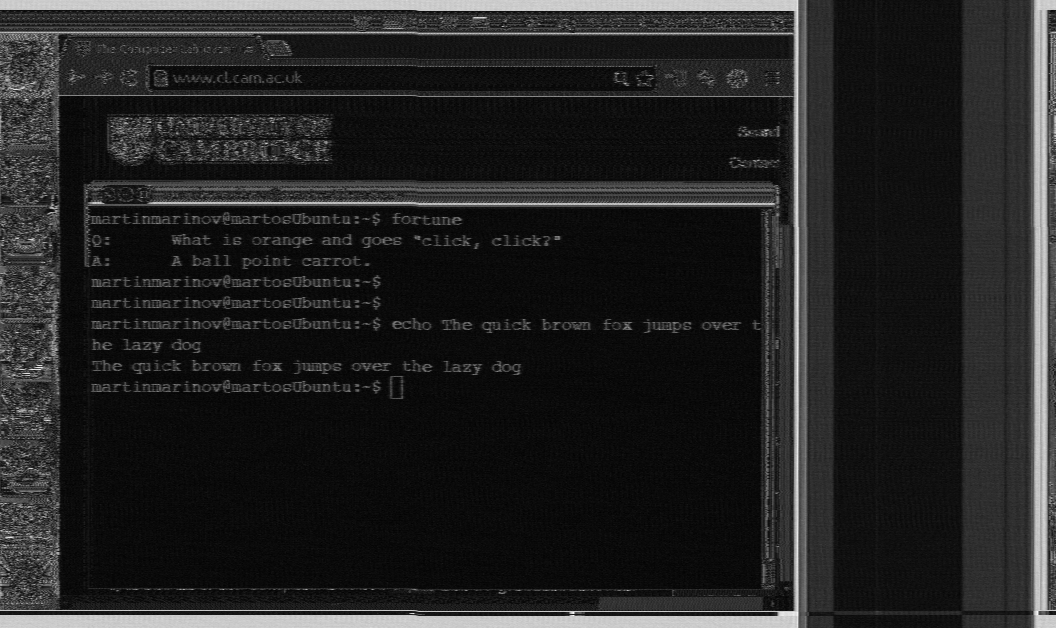 The Computer Lab
www.cl.cam.ac.uk
UNIVERSITY OF
CAMBRIDGE
Search
Contact
martinmarinov@martosUbuntu:~$ fortune
Q: What is orange and goes "click, click?"
A: A ball point carrot.
martinmarinov@martosUbuntu:~$
martinmarinov@martosUbuntu:~$
martinmarinov@martosUbuntu:~$ echo The quick brown fox jumps over t
he lazy dog
The quick brown fox jumps over the lazy dog
martinmarinov@martosUbuntu:~$